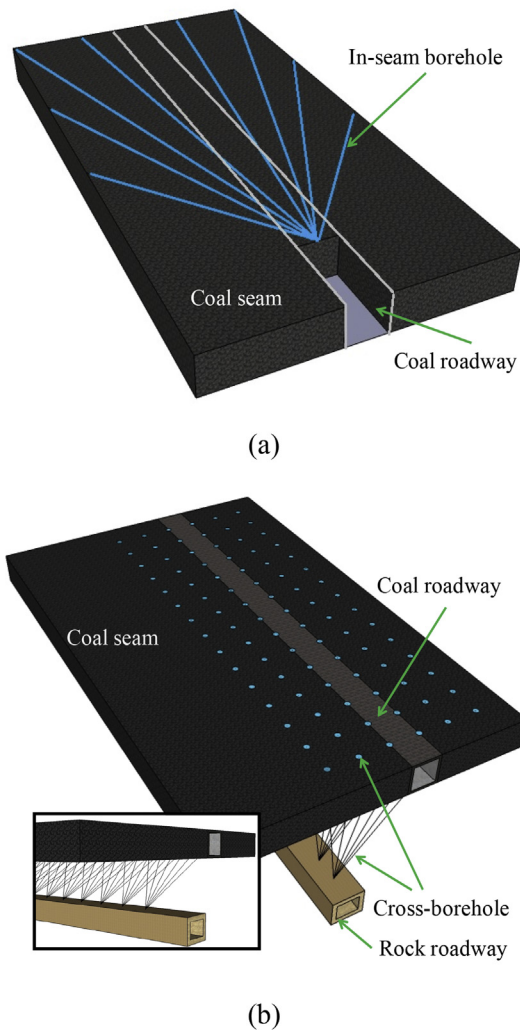 In-seam borehole
Coal seam
Coal roadway
(a)
Coal roadway
Coal seam
Cross-borehole
Rock roadway
(b)